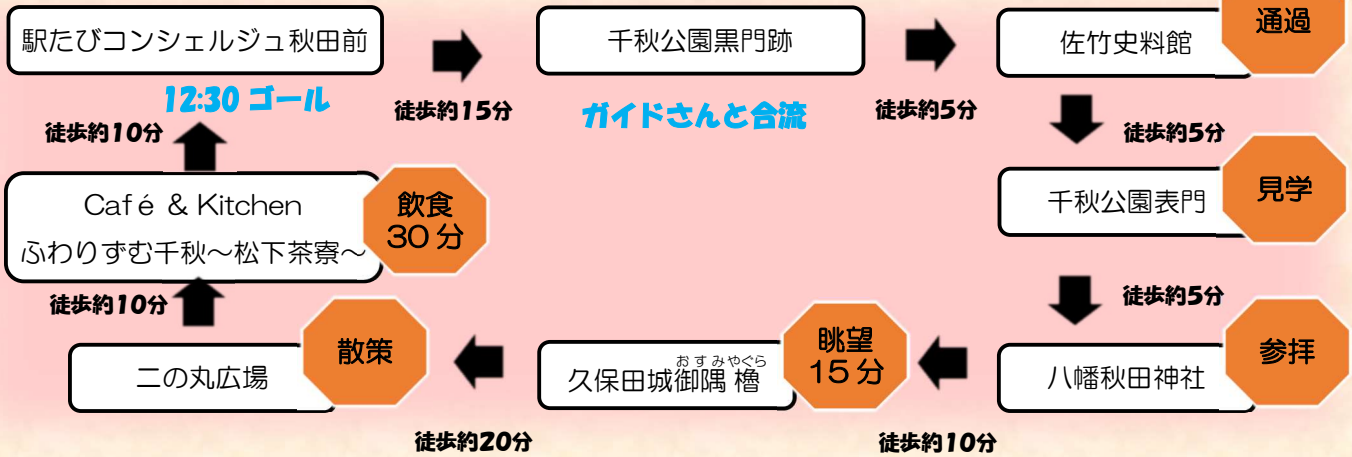 駅たびコンシェルジュ秋田前
12:30 ゴール
徒歩約15分
千秋公園黒門跡
ガイドさんと合流
徒歩約5分
佐竹史料館
通過
徒歩約5分
千秋公園表門
見学
徒歩約5分
八幡秋田神社
参拝
徒歩約10分
久保田城御隅櫓
おすみやぐら
眺望
15分
徒歩約20分
二の丸広場
散策
徒歩約10分
Café & Kitchen
ふわりずむ千秋～松下茶寮～
飲食
30分
徒歩約10分